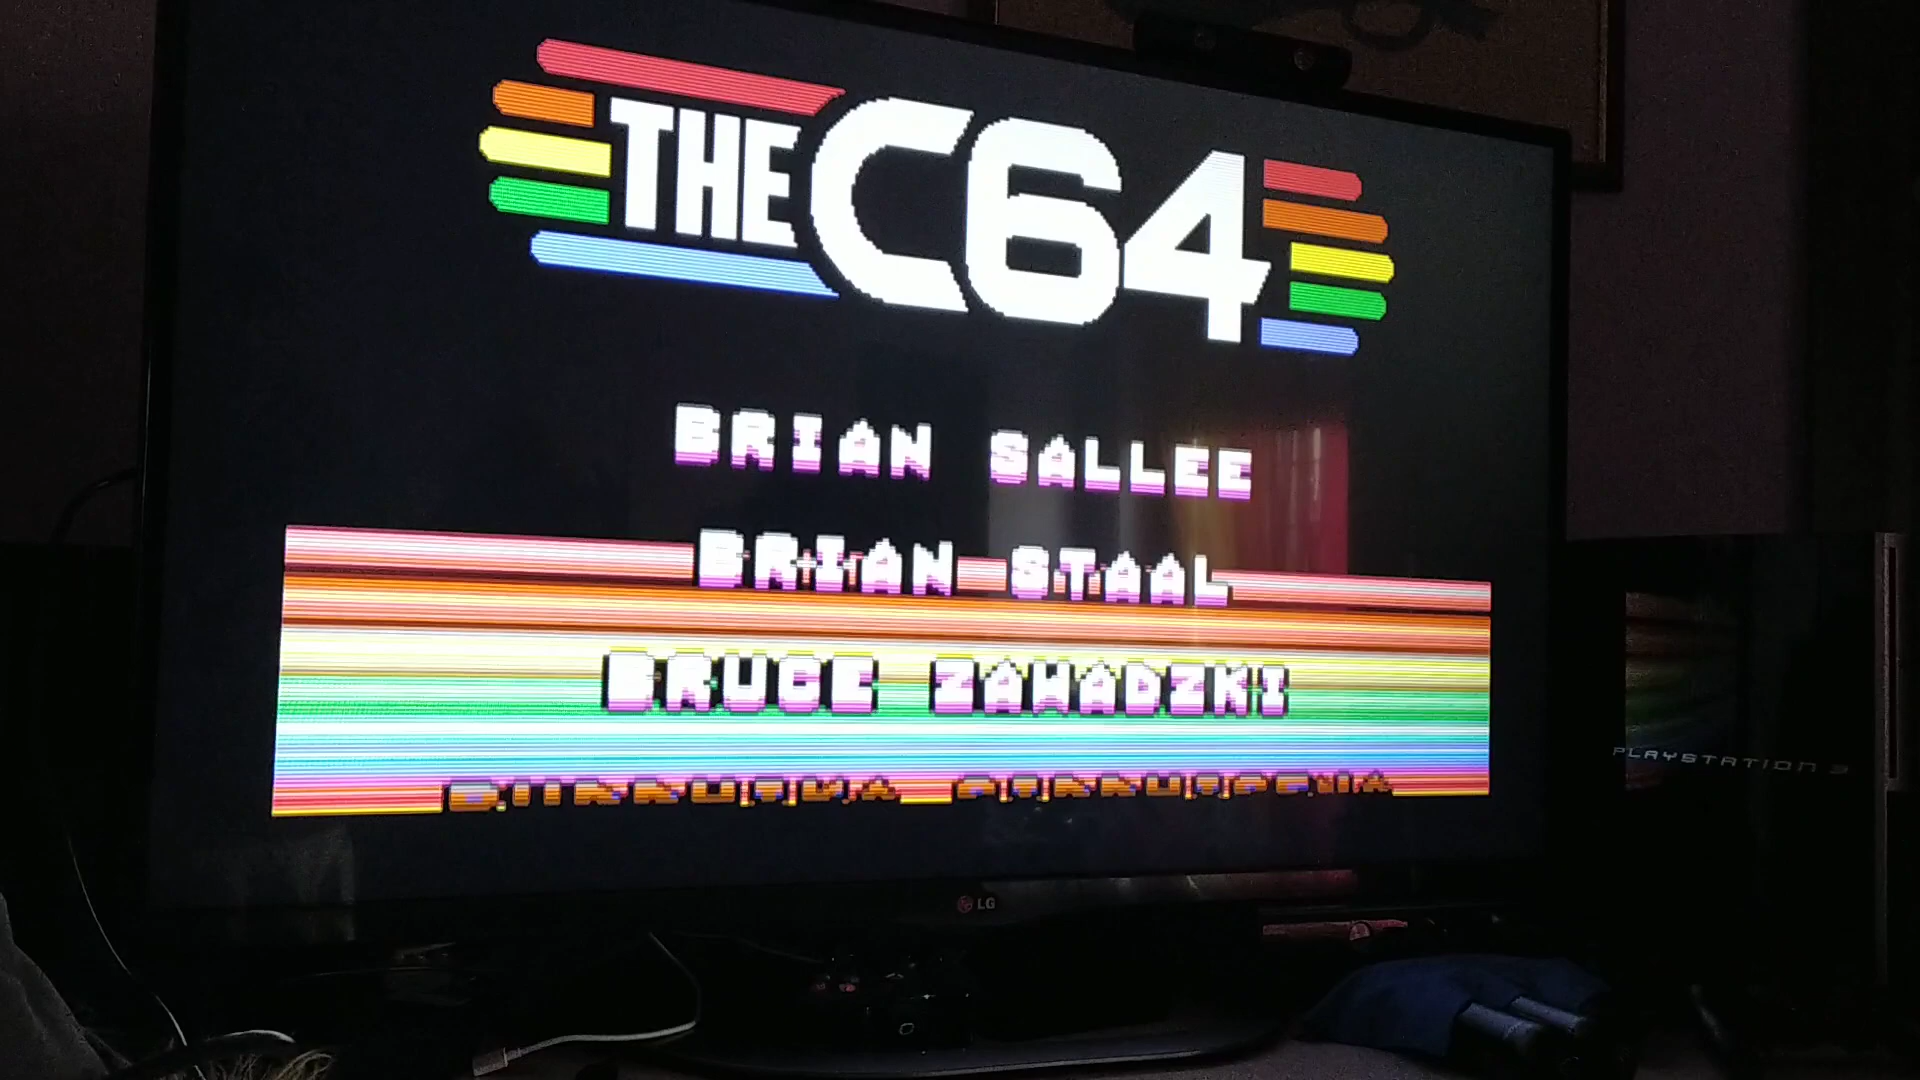 THE C64
BRIAN SALLEE
BRIAN STAAL
BRUCE ZAWADZKI
PLAYSTATION 3
LG